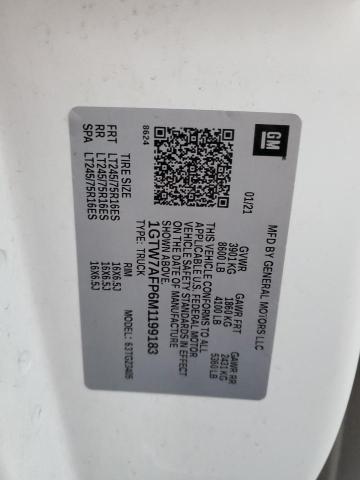 GM
MFD BY GENERAL MOTORS LLC
01/21
GVWR
3901 KG
8600 LB
GAWR FRT
1860 KG
4100 LB
GAWR RR
2431 KG
5360 LB
THIS VEHICLE CONFORMS TO ALL
APPLICABLE U.S. FEDERAL MOTOR
VEHICLE SAFETY STANDARDS IN EFFECT
ON THE DATE OF MANUFACTURE
SHOWN ABOVE.
TYPE: TRUCK
1GTW7AFP6M1199183
8624
MODEL:
TIRE SIZE
RIM
FRT LT245/75R16ES 16X6.5J
RR LT245/75R16ES 16X6.5J
SPA LT245/75R16ES 16X6.5J